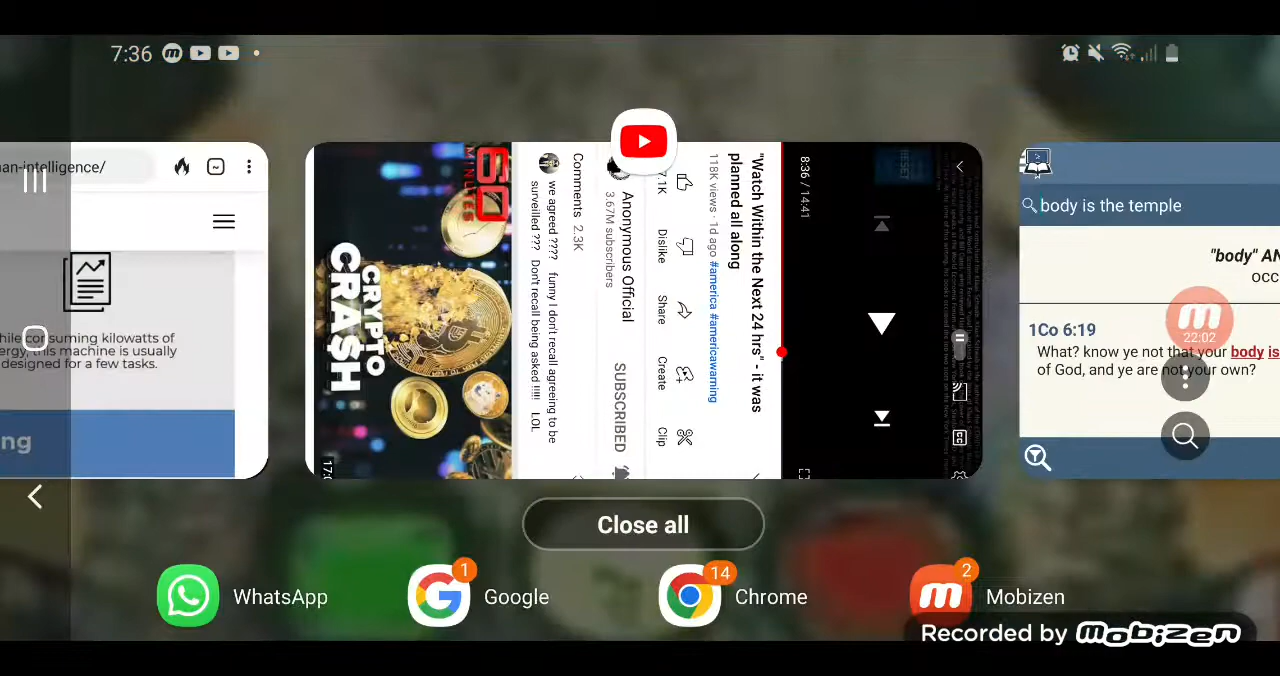 7:36
an-intelligence/
hile consuming kilowatts of
ergy, this machine is usually
designed for a few tasks.
ng
8:36 / 14:41
"Watch Within the Next 24 hrs" - it was
planned all along
118K views · 1d ago #america #americawarning
7.1K
Dislike
Share
Create
Clip
Anonymous Official
3.67M subscribers
SUBSCRIBED
Comments 2.3K
we agreed ???? funny I don't recall agreeing to be
surveiled ??? Don't recall being asked !!!!! LOL
60
MINUTES
CRYPTO
CRASH
RESET
body is the temple
"body" AN
occ
1Co 6:19
What? know ye not that your body is
of God, and ye are not your own?
22:02
Close all
WhatsApp
1
Google
14
Chrome
2
Mobizen
Recorded by mobizen